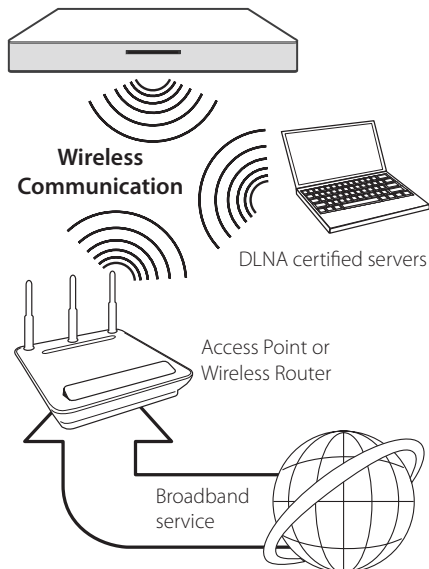 Wireless
Communication
DLNA certified servers
Access Point or
Wireless Router
Broadband
service